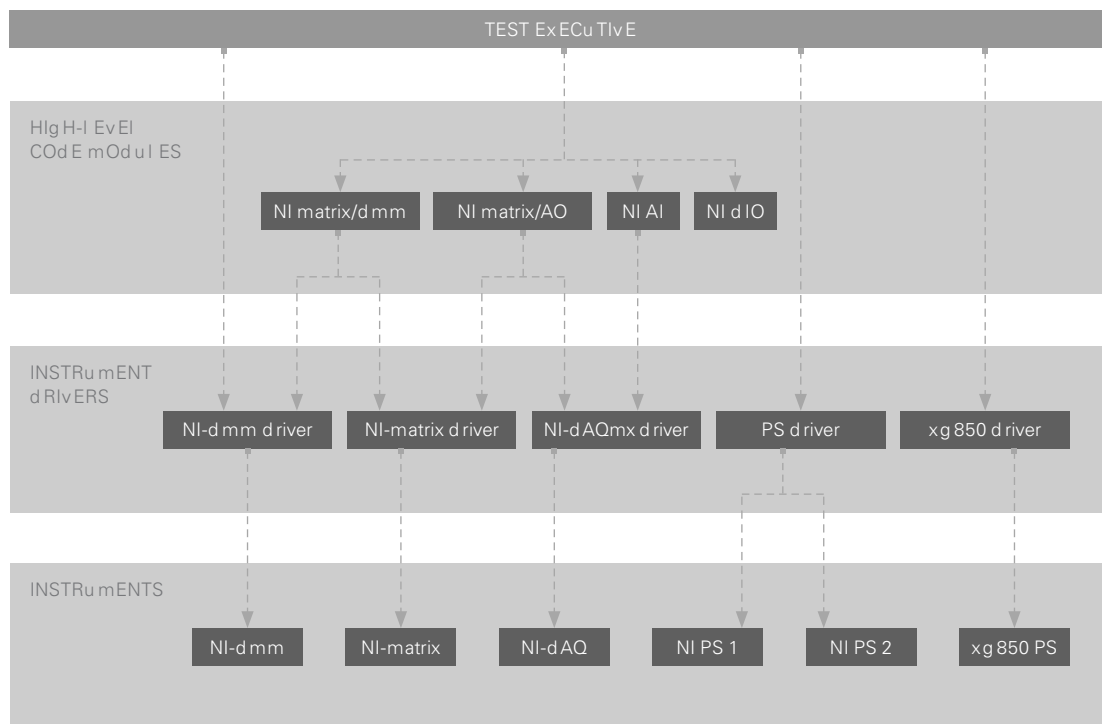 TEST ExECuTIvE
HIgH-lEvEl
COdE mOdulES
NI matrix/dmm
NI matrix/AO
NI AI
NI dIO
INSTRumENT
dRIvERS
NI-dmm driver
NI-matrix driver
NI-dAQmx driver
PS driver
xg850 driver
INSTRumENTS
NI-dmm
NI-matrix
NI-dAQ
NI PS 1
NI PS 2
xg850 PS